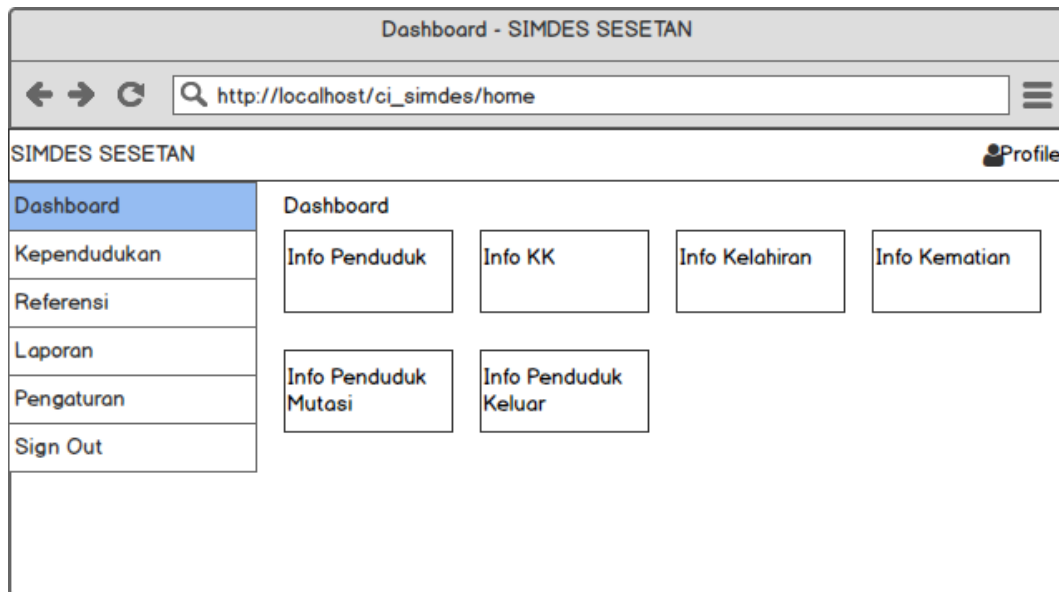 Dashboard - SIMDES SESETAN
http://localhost/ci_simdes/home
SIMDES SESETAN
Profile
Dashboard
Kependudukan
Referensi
Laporan
Pengaturan
Sign Out
Dashboard
Info Penduduk
Info KK
Info Kelahiran
Info Kematian
Info Penduduk
Mutasi
Info Penduduk
Keluar